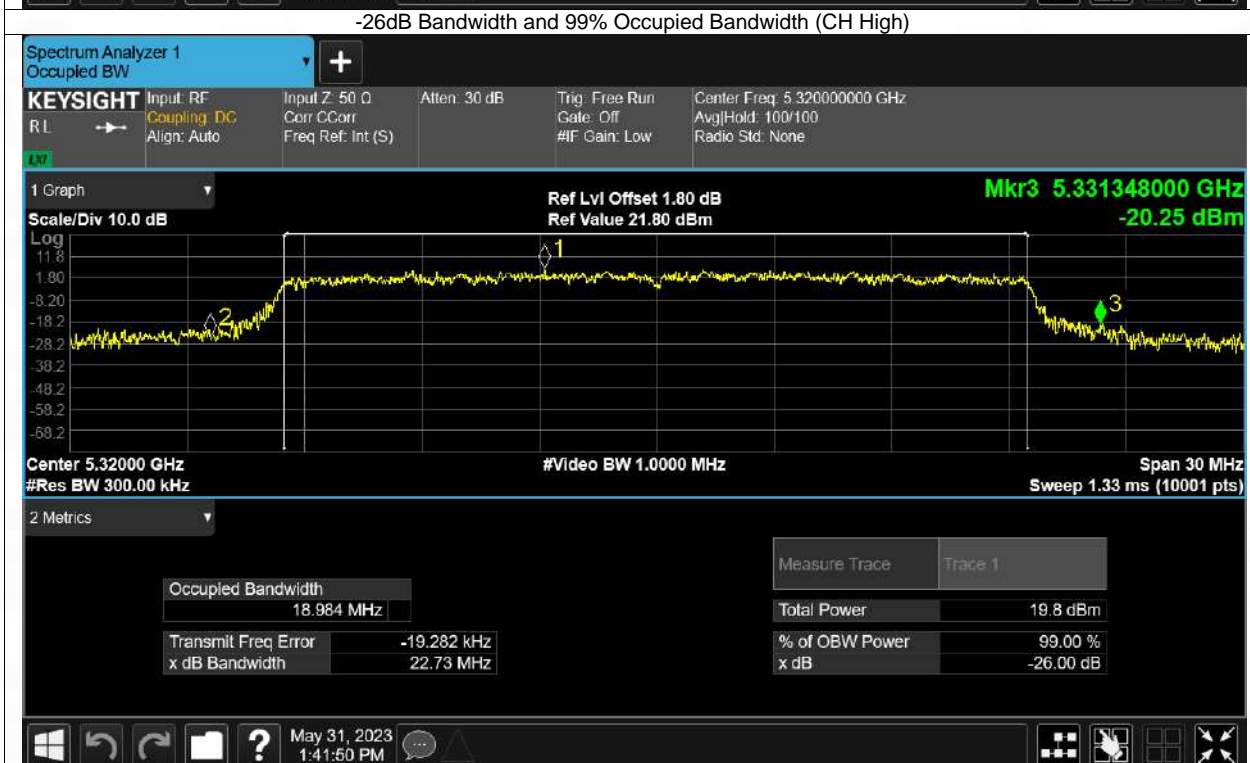 -26dB Bandwidth and 99% Occupied Bandwidth (CH High)
Spectrum Analyzer 1
Occupied BW
+
KEYSIGHT Input: RF Input Z: 50 Ω Atten: 30 dB Trig: Free Run Center Freq: 5.320000000 GHz
RL Coupling: DC Corr CCorr Gate: Off Avg|Hold: 100/100
Align: Auto Freq Ref: Int (S) #IF Gain: Low Radio Std: None
LXI
1 Graph Ref Lvl Offset 1.80 dB Mkr3 5.331348000 GHz
Scale/Div 10.0 dB Ref Value 21.80 dBm -20.25 dBm
Log
11.8
1.80
-8.20
-18.2
-28.2
-38.2
-48.2
-58.2
-68.2
1
2
3
Center 5.32000 GHz #Video BW 1.0000 MHz Span 30 MHz
#Res BW 300.00 kHz Sweep 1.33 ms (10001 pts)
2 Metrics
Measure Trace Trace 1
Occupied Bandwidth
18.984 MHz Total Power 19.8 dBm
Transmit Freq Error -19.282 kHz % of OBW Power 99.00 %
x dB Bandwidth 22.73 MHz x dB -26.00 dB
? May 31, 2023
1:41:50 PM